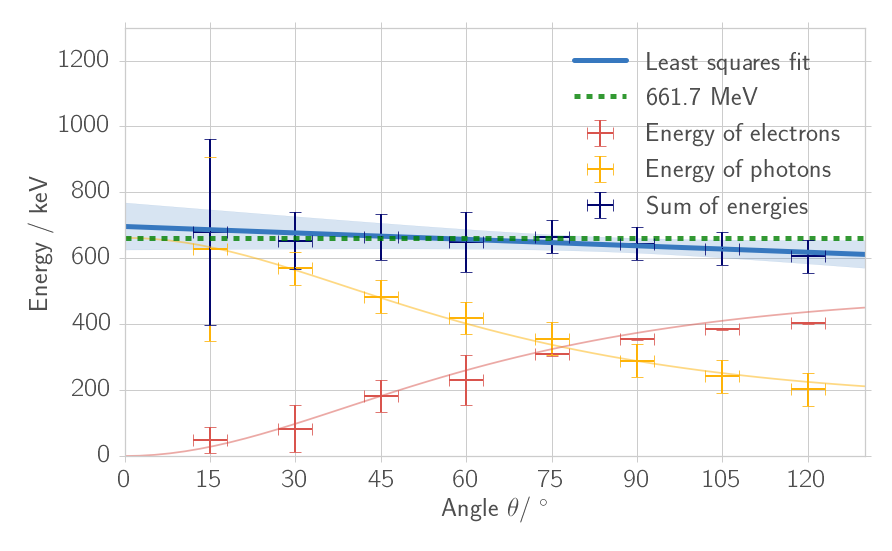 1200
1000
800
600
400
200
0
Energy / keV
0 15 30 45 60 75 90 105 120
Angle θ/ °
Least squares fit
661.7 MeV
Energy of electrons
Energy of photons
Sum of energies